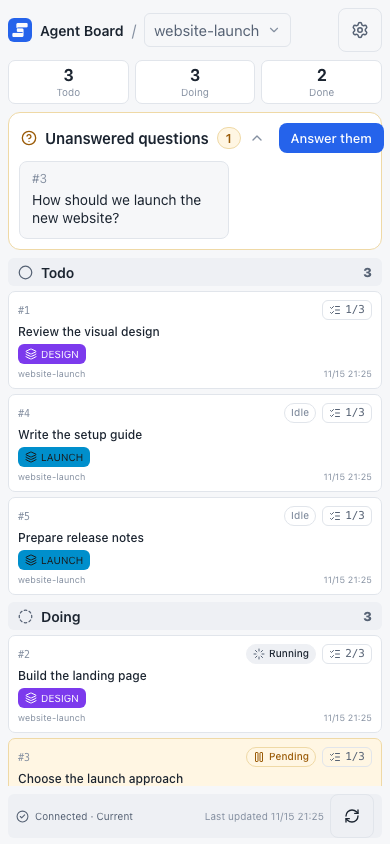 Agent Board / website-launch
3 3 2
Todo Doing Done
Unanswered questions 1 Answer them
#3
How should we launch the
new website?
Todo 3
#1 1/3
Review the visual design
DESIGN
website-launch 11/15 21:25
#4 Idle 1/3
Write the setup guide
LAUNCH
website-launch 11/15 21:25
#5 Idle 1/3
Prepare release notes
LAUNCH
website-launch 11/15 21:25
Doing 3
#2 Running 2/3
Build the landing page
DESIGN
website-launch 11/15 21:25
#3 Pending 1/3
Choose the launch approach
Connected · Current Last updated 11/15 21:25